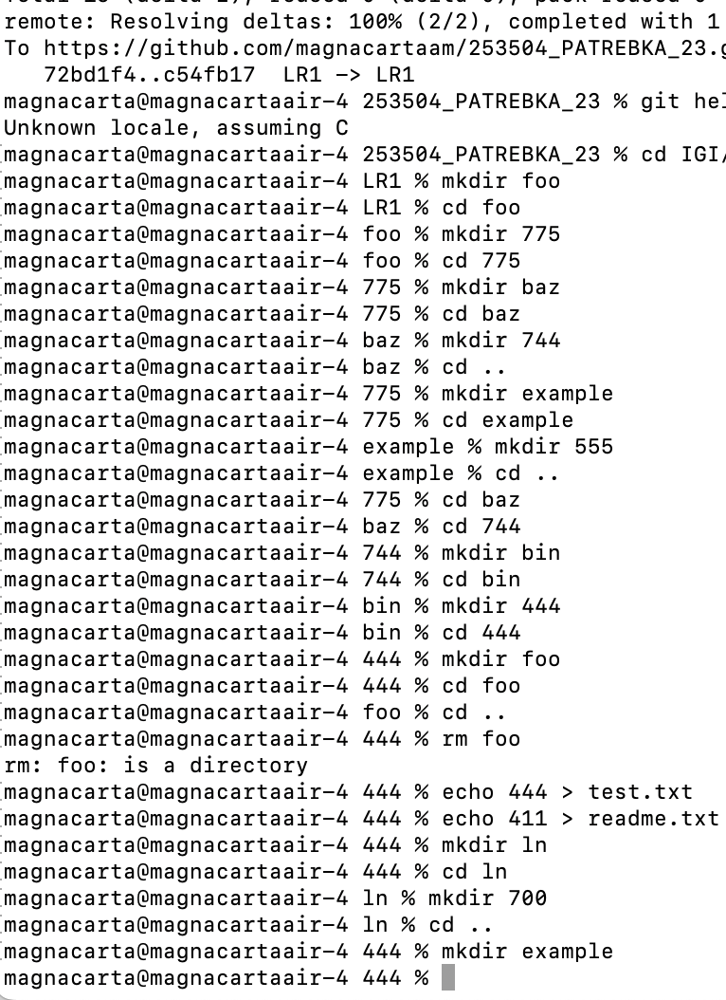 remote: Resolving deltas: 100% (2/2), completed with 1
To https://github.com/magnacartaam/253504_PATREBKA_23.g
72bd1f4..c54fb17 LR1 -> LR1
magnacarta@magnacartaair-4 253504_PATREBKA_23 % git hel
Unknown locale, assuming C
magnacarta@magnacartaair-4 253504_PATREBKA_23 % cd IGI/
magnacarta@magnacartaair-4 LR1 % mkdir foo
magnacarta@magnacartaair-4 LR1 % cd foo
magnacarta@magnacartaair-4 foo % mkdir 775
magnacarta@magnacartaair-4 foo % cd 775
magnacarta@magnacartaair-4 775 % mkdir baz
magnacarta@magnacartaair-4 775 % cd baz
magnacarta@magnacartaair-4 baz % mkdir 744
magnacarta@magnacartaair-4 baz % cd ..
magnacarta@magnacartaair-4 775 % mkdir example
magnacarta@magnacartaair-4 775 % cd example
magnacarta@magnacartaair-4 example % mkdir 555
magnacarta@magnacartaair-4 example % cd ..
magnacarta@magnacartaair-4 775 % cd baz
magnacarta@magnacartaair-4 baz % cd 744
magnacarta@magnacartaair-4 744 % mkdir bin
magnacarta@magnacartaair-4 744 % cd bin
magnacarta@magnacartaair-4 bin % mkdir 444
magnacarta@magnacartaair-4 bin % cd 444
magnacarta@magnacartaair-4 444 % mkdir foo
magnacarta@magnacartaair-4 444 % cd foo
magnacarta@magnacartaair-4 foo % cd ..
magnacarta@magnacartaair-4 444 % rm foo
rm: foo: is a directory
magnacarta@magnacartaair-4 444 % echo 444 > test.txt
magnacarta@magnacartaair-4 444 % echo 411 > readme.txt
magnacarta@magnacartaair-4 444 % mkdir ln
magnacarta@magnacartaair-4 444 % cd ln
magnacarta@magnacartaair-4 ln % mkdir 700
magnacarta@magnacartaair-4 ln % cd ..
magnacarta@magnacartaair-4 444 % mkdir example
magnacarta@magnacartaair-4 444 %